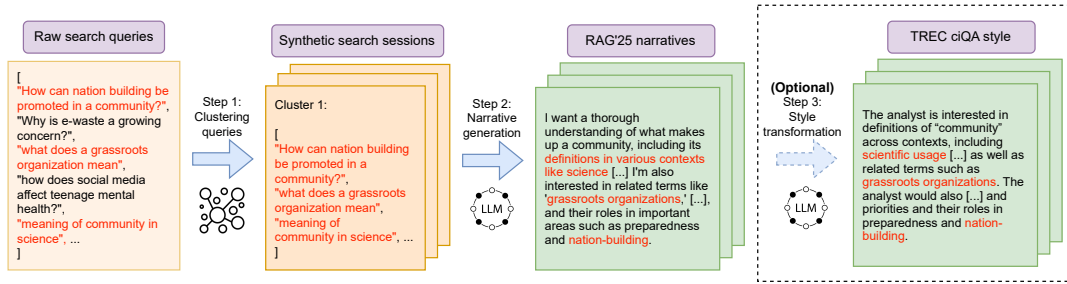 Raw search queries
[
"How can nation building be
promoted in a community?",
"Why is e-waste a growing
concern?",
"what does a grassroots
organization mean",
"how does social media
affect teenage mental
health?",
"meaning of community in
science", ...
]
Step 1:
Clustering
queries
Synthetic search sessions
Cluster 1:
[
"How can nation building
be promoted in a
community?",
"what does a grassroots
organization mean",
"meaning of
community in science", ...
]
Step 2:
Narrative
generation
LLM
RAG'25 narratives
I want a thorough
understanding of what makes
up a community, including its
definitions in various contexts
like science [...] I'm also
interested in related terms like
'grassroots organizations,' [...],
and their roles in important
areas such as preparedness
and nation-building.
(Optional)
Step 3:
Style
transformation
LLM
TREC ciQA style
The analyst is interested in
definitions of “community”
across contexts, including
scientific usage [...] as well as
related terms such as
grassroots organizations. The
analyst would also [...] and
priorities and their roles in
preparedness and nation-
building.